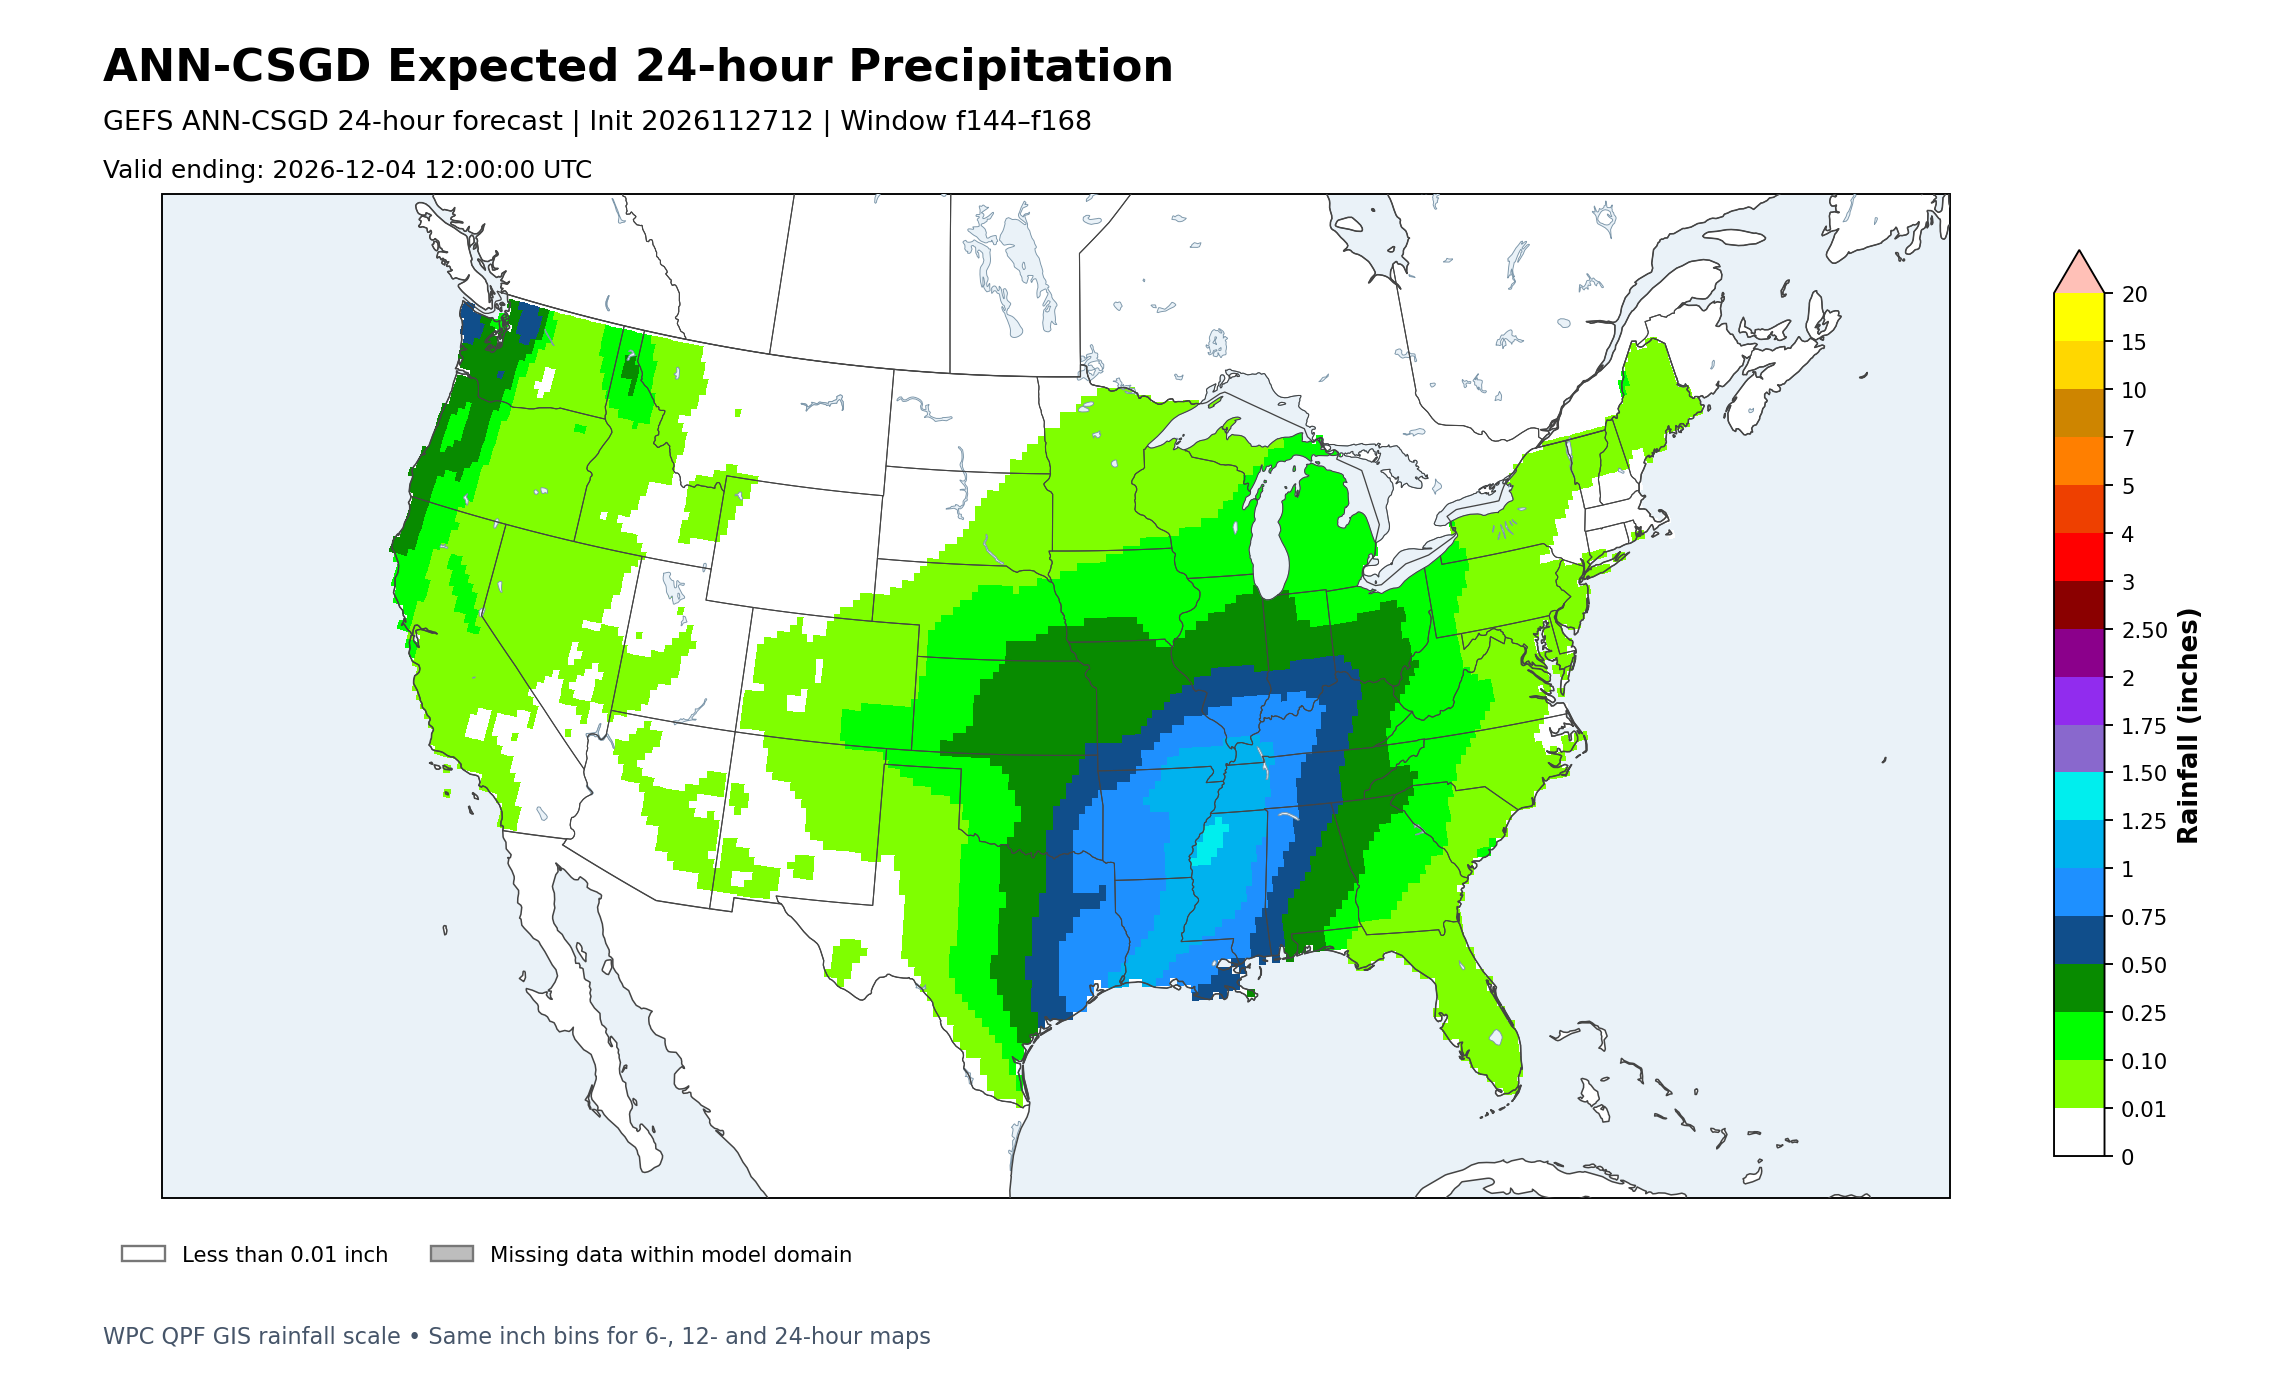 ANN-CSGD Expected 24-hour Precipitation
GEFS ANN-CSGD 24-hour forecast | Init 2026112712 | Window f144–f168
Valid ending: 2026-12-04 12:00:00 UTC
20
15
10
7
5
4
3
2.50
2
1.75
1.50
1.25
1
0.75
0.50
0.25
0.10
0.01
0
Rainfall (inches)
Less than 0.01 inch
Missing data within model domain
WPC QPF GIS rainfall scale • Same inch bins for 6-, 12- and 24-hour maps